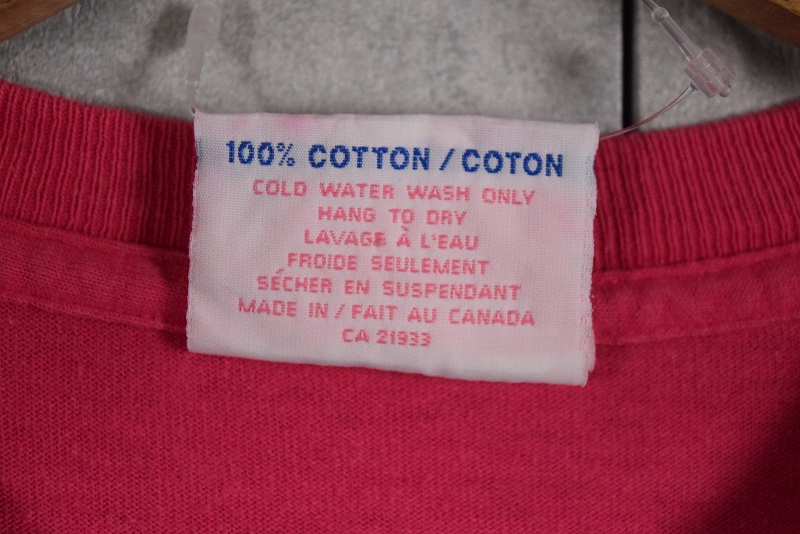 100% COTTON / COTON
COLD WATER WASH ONLY
HANG TO DRY
LAVAGE À L'EAU
FROIDE SEULEMENT
SÉCHER EN SUSPENDANT
MADE IN / FAIT AU CANADA
CA 21933